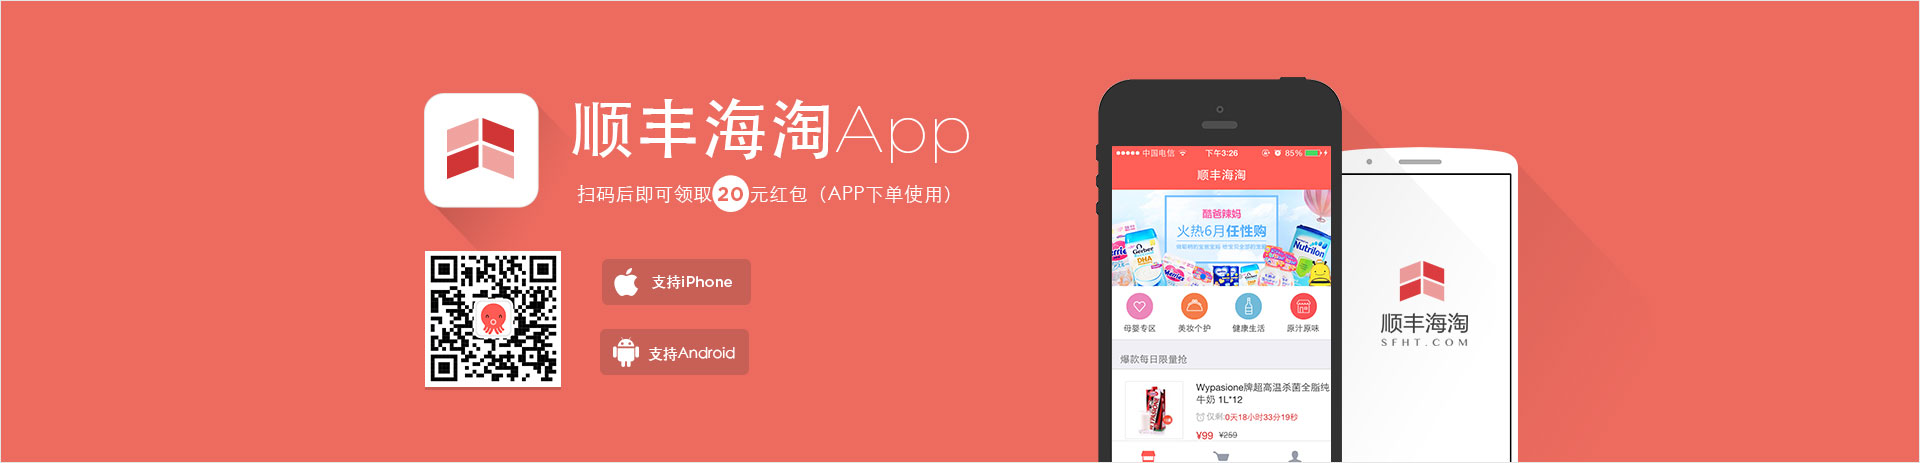 顺丰海淘App
扫码后即可领取20元红包（APP下单使用）
支持iPhone
支持Android
中国电信 下午3:26 85%
顺丰海淘
酷爸辣妈
火热6月任性购
Gerber
DHA
Merries
Nutrilon
母婴专区 美妆个护 健康生活 原汁原味
爆款每日限量抢
Wypasione牌超高温杀菌全脂纯
牛奶 1L*12
仅剩:0天18小时33分19秒
¥99 ¥259
顺丰海淘
SFHT.COM